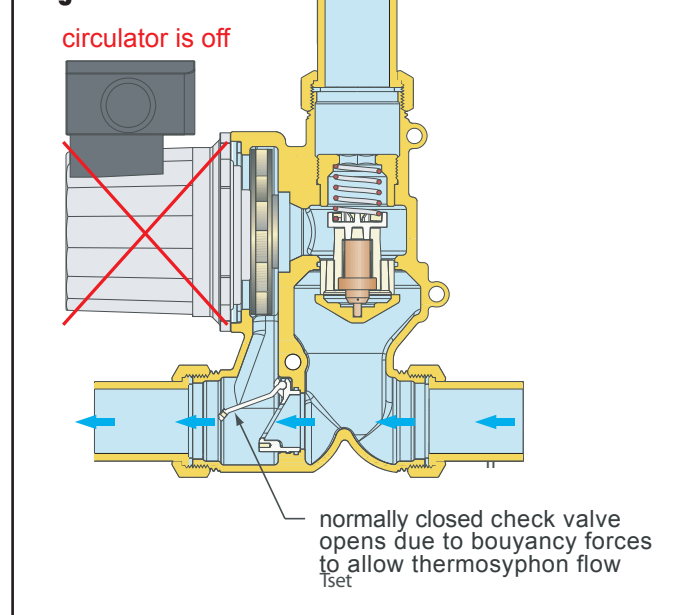 circulator is off
normally closed check valve
opens due to bouyancy forces
to allow thermosyphon flow
Tset